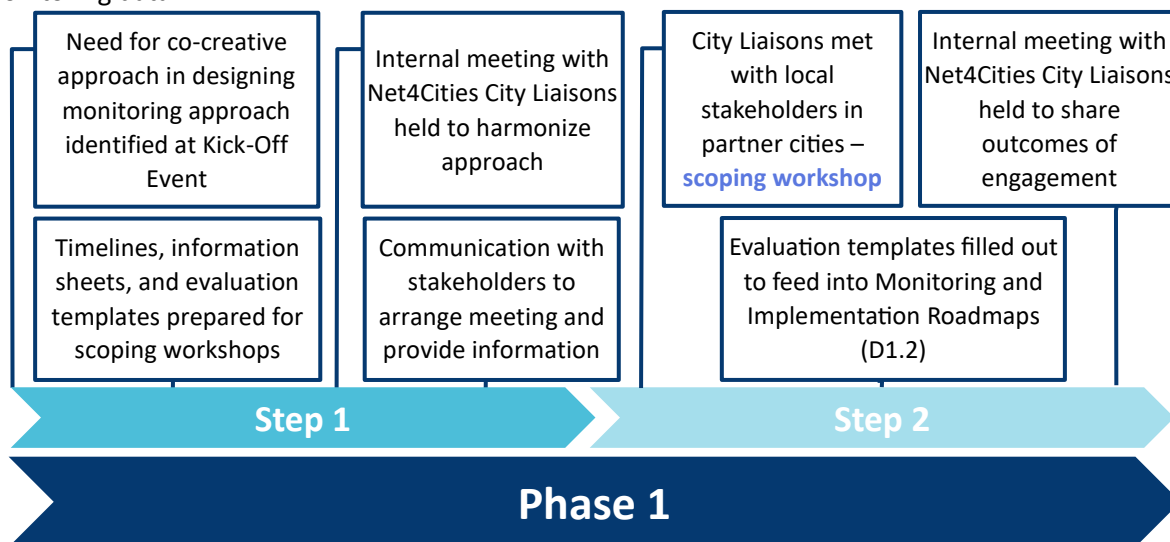 Need for co-creative
approach in designing
monitoring approach
identified at Kick-Off
Event
Internal meeting with
Net4Cities City Liaisons
held to harmonize
approach
City Liaisons met
with local
stakeholders in
partner cities –
scoping workshop
Internal meeting with
Net4Cities City Liaisons
held to share
outcomes of
engagement
Timelines, information
sheets, and evaluation
templates prepared for
scoping workshops
Communication with
stakeholders to
arrange meeting and
provide information
Evaluation templates filled out
to feed into Monitoring and
Implementation Roadmaps
(D1.2)
Step 1
Step 2
Phase 1